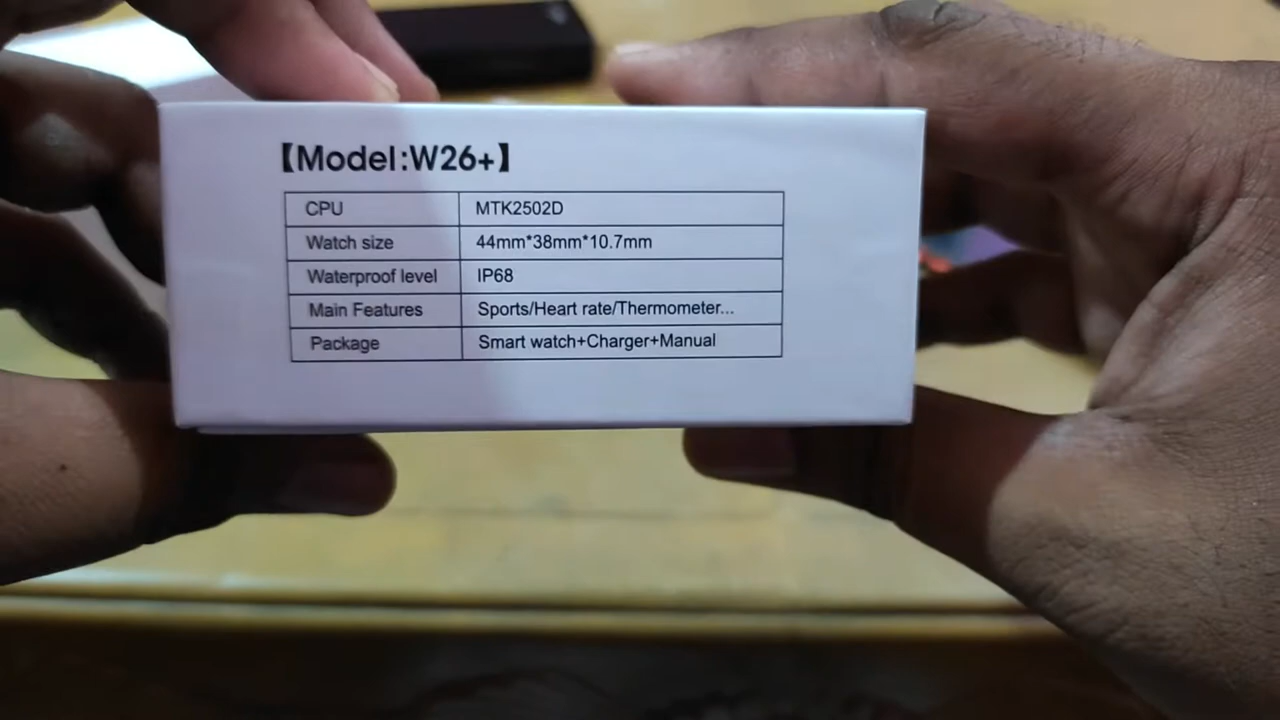 【Model:W26+】
CPU MTK2502D
Watch size 44mm*38mm*10.7mm
Waterproof level IP68
Main Features Sports/Heart rate/Thermometer...
Package Smart watch+Charger+Manual